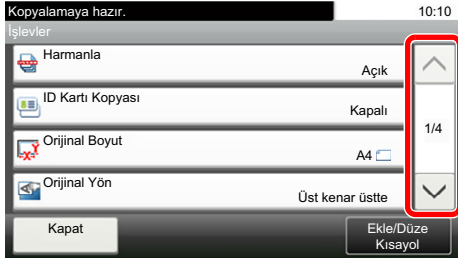 Kopyalamaya hazır. 10:10
İşlevler
Harmanla
Açık
ID Kartı Kopyası
Kapalı
1/4
Orijinal Boyut
A4
Orijinal Yön
Üst kenar üstte
Kapat
Ekle/Düze
Kısayol